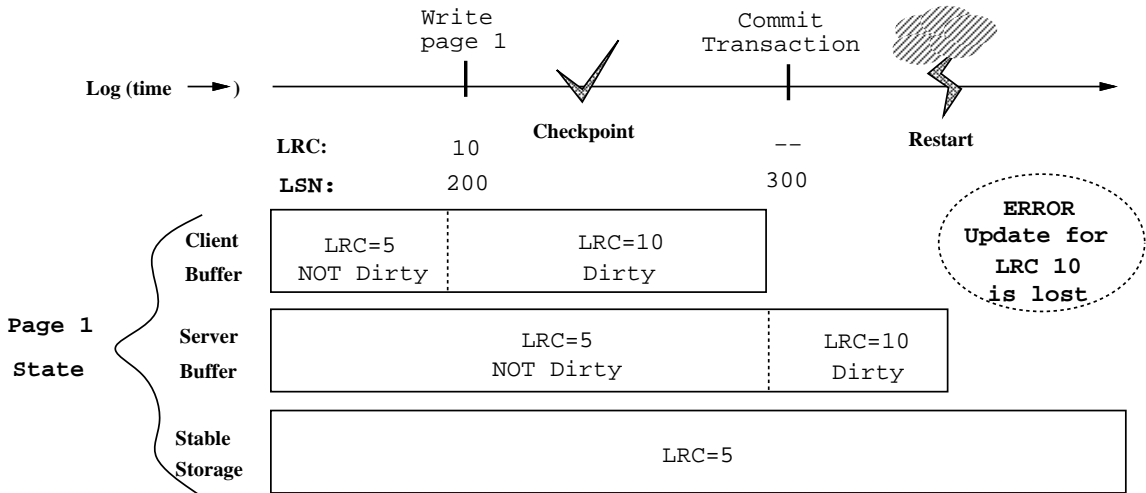 Write
page 1
Commit
Transaction
Log (time → )
Checkpoint
Restart
LRC: 10 --
LSN: 200 300
ERROR
Update for
LRC 10
is lost
Client
Buffer
LRC=5
NOT Dirty
LRC=10
Dirty
Page 1
State
Server
Buffer
LRC=5
NOT Dirty
LRC=10
Dirty
Stable
Storage
LRC=5